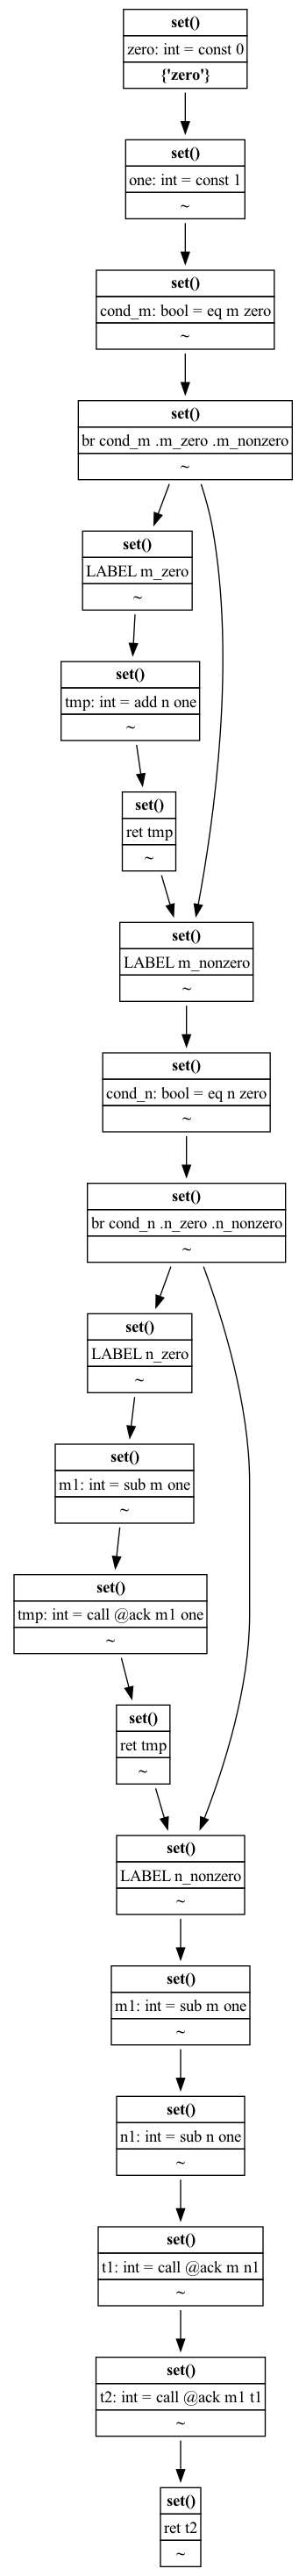 set()
zero: int = const 0
{'zero'}
set()
one: int = const 1
~
set()
cond_m: bool = eq m zero
~
set()
br cond_m .m_zero .m_nonzero
~
set()
LABEL m_zero
~
set()
tmp: int = add n one
~
set()
ret tmp
~
set()
LABEL m_nonzero
~
set()
cond_n: bool = eq n zero
~
set()
br cond_n .n_zero .n_nonzero
~
set()
LABEL n_zero
~
set()
m1: int = sub m one
~
set()
tmp: int = call @ack m1 one
~
set()
ret tmp
~
set()
LABEL n_nonzero
~
set()
m1: int = sub m one
~
set()
n1: int = sub n one
~
set()
t1: int = call @ack m n1
~
set()
t2: int = call @ack m1 t1
~
set()
ret t2
~